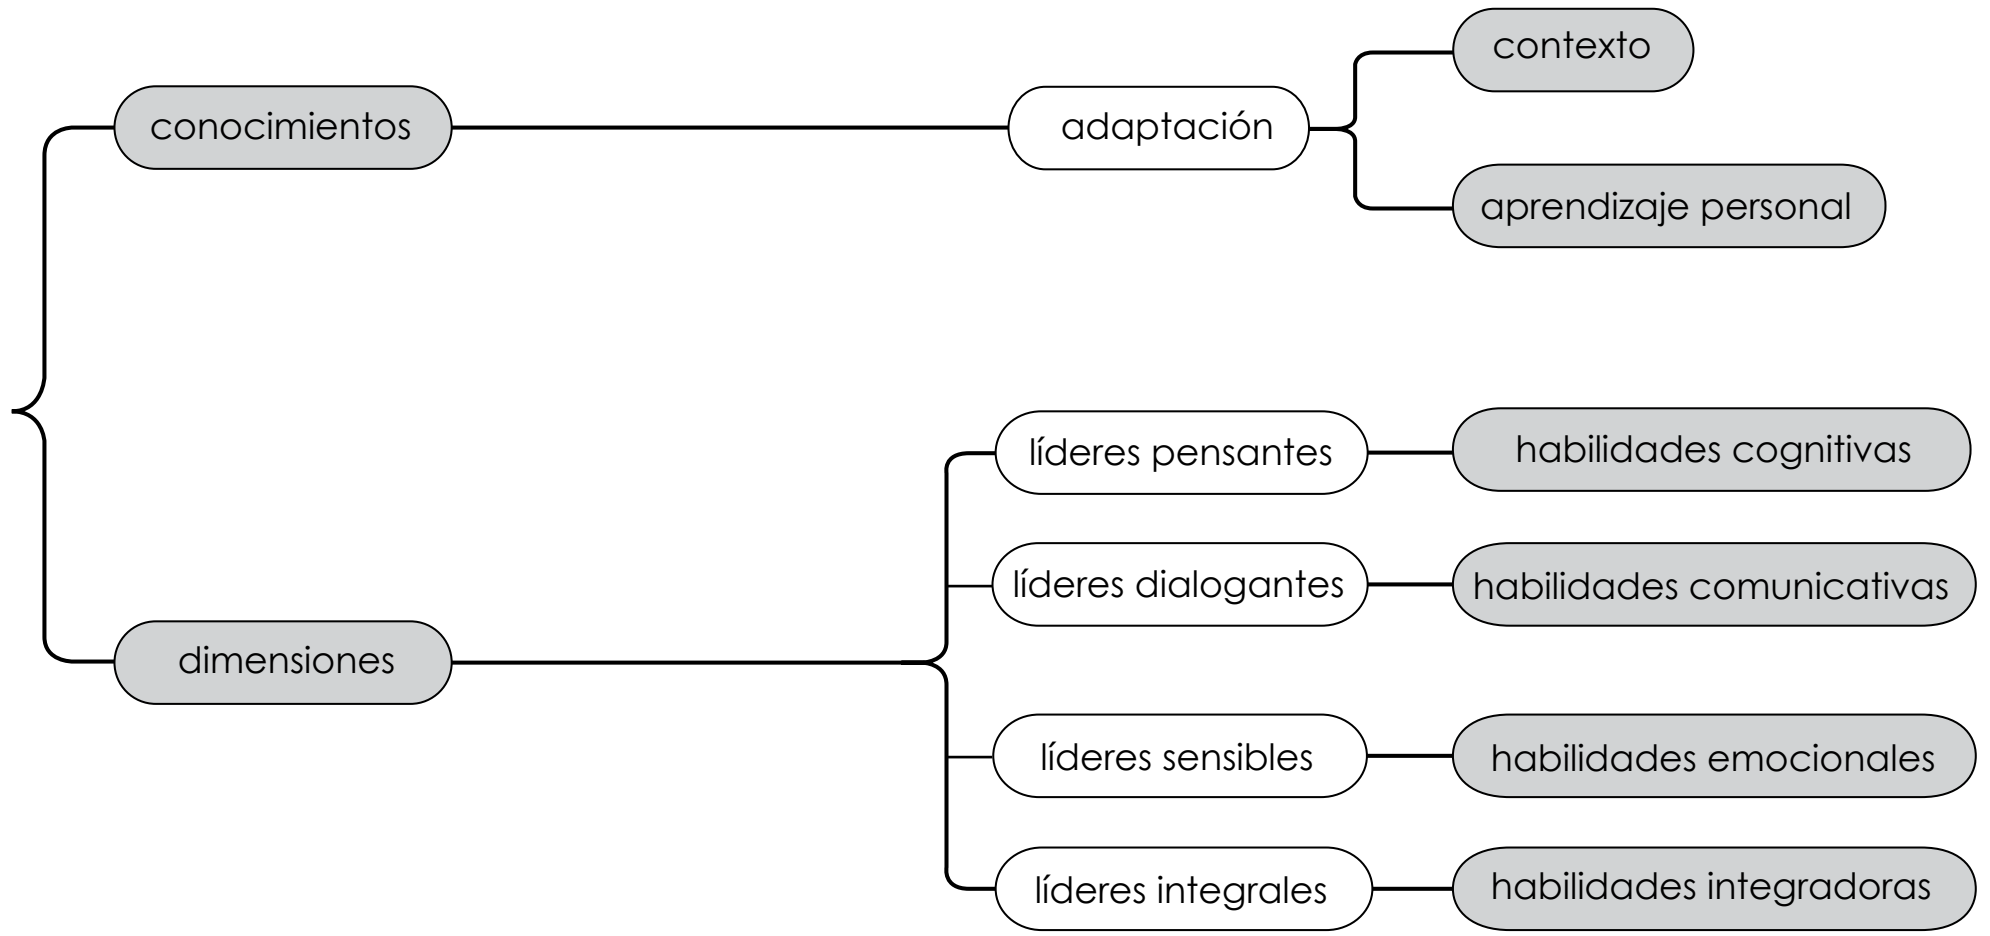 contexto
conocimientos
adaptación
aprendizaje personal
líderes pensantes
habilidades cognitivas
líderes dialogantes
habilidades comunicativas
dimensiones
líderes sensibles
habilidades emocionales
líderes integrales
habilidades integradoras